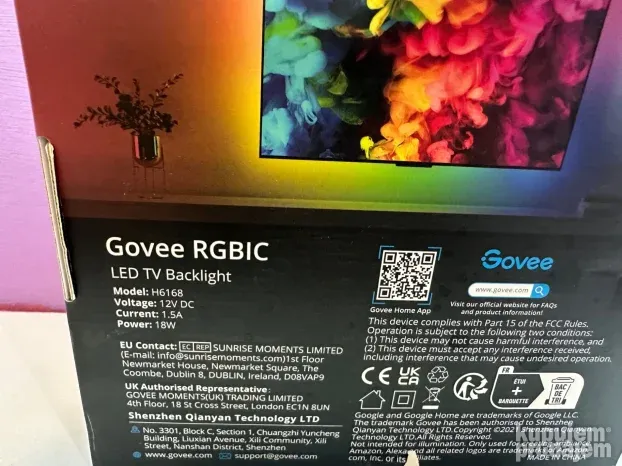 Govee RGBIC
LED TV Backlight
Model: H6168
Voltage: 12V DC
Current: 1.5A
Power: 18W
EU Contact: EC REP SUNRISE MOMENTS LIMITED
(E-mail: info@sunrisemoments.com)1st Floor
Newmarket House, Newmarket Square, The
Coombe, Dublin 8, DUBLIN, Ireland, D08VAP9
UK Authorised Representative:
GOVEE MOMENTS(UK) TRADING LIMITED
4th Floor, 18 St Cross Street, London EC1N 8UN
Shenzhen Qianyan Technology LTD
No. 3301, Block C, Section 1, Chuangzhi Yuncheng
Building, Liuxian Avenue, Xili Community, Xili
Street, Nanshan District, Shenzhen
www.govee.com support@govee.com
Govee Home App
Govee
www.govee.com
Visit our official website for FAQs
and product information!
This device complies with Part 15 of the FCC Rules.
Operation is subject to the following two conditions:
(1) This device may not cause harmful interference, and
(2) This device must accept any interference received,
including interference that may cause undesired operation.
CE UK CA
FR
ETUI +
BARQUETTE
BAC
DE
TRI
Google and Google Home are trademarks of Google LLC.
The trademark Govee has been authorized to Shenzhen
Qianyan Technology LTD.Copyright ©2021 Shenzhen
Qianyan Technology LTD. All Rights Reserved.
Not intended for illumination. Only used for
Amazon, Alexa and all related logos are trademarks of
com, Inc. or its
MADE IN CHINA